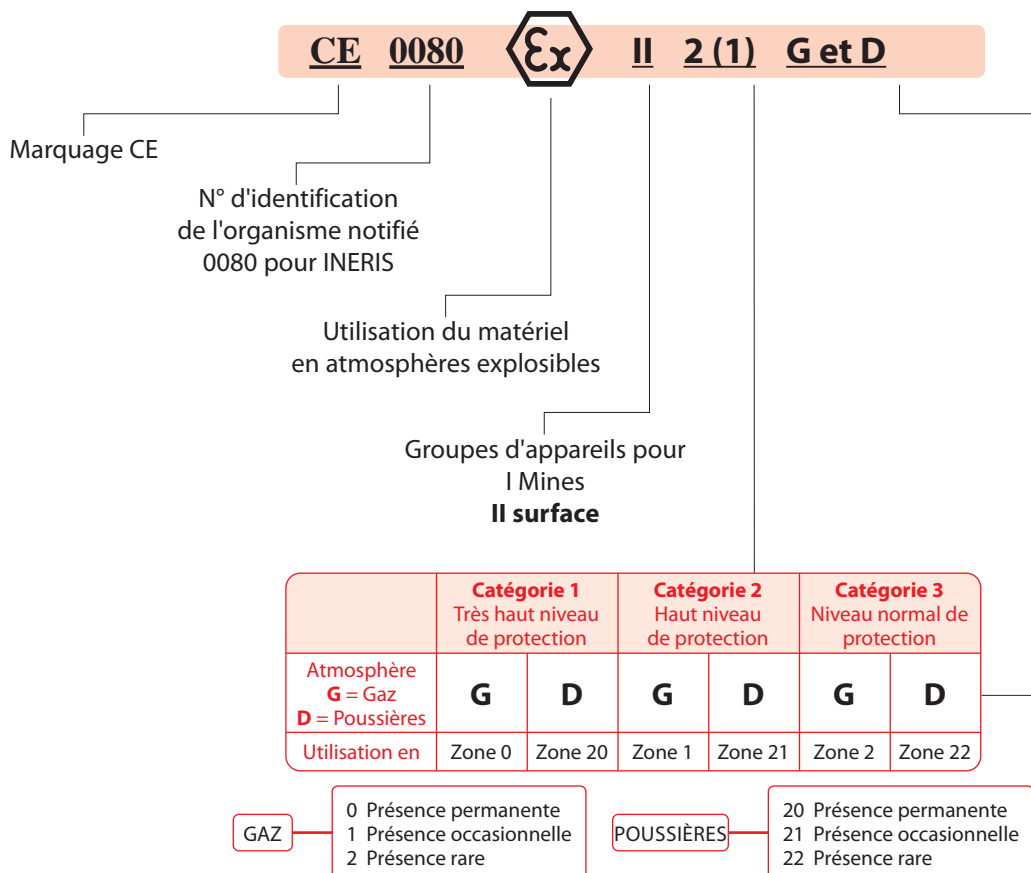 CE 0080 Ex II 2 (1) G et D
Marquage CE
N° d'identification
de l'organisme notifié
0080 pour INERIS
Utilisation du matériel
en atmosphères explosibles
Groupes d'appareils pour
I Mines
II surface
Catégorie 1 Catégorie 2 Catégorie 3
Très haut niveau Haut niveau Niveau normal de
de protection de protection protection
Atmosphère
G = Gaz G D G D G D
D = Poussières
Utilisation en Zone 0 Zone 20 Zone 1 Zone 21 Zone 2 Zone 22
GAZ
0 Présence permanente
1 Présence occasionnelle
2 Présence rare
POUSSIÈRES
20 Présence permanente
21 Présence occasionnelle
22 Présence rare